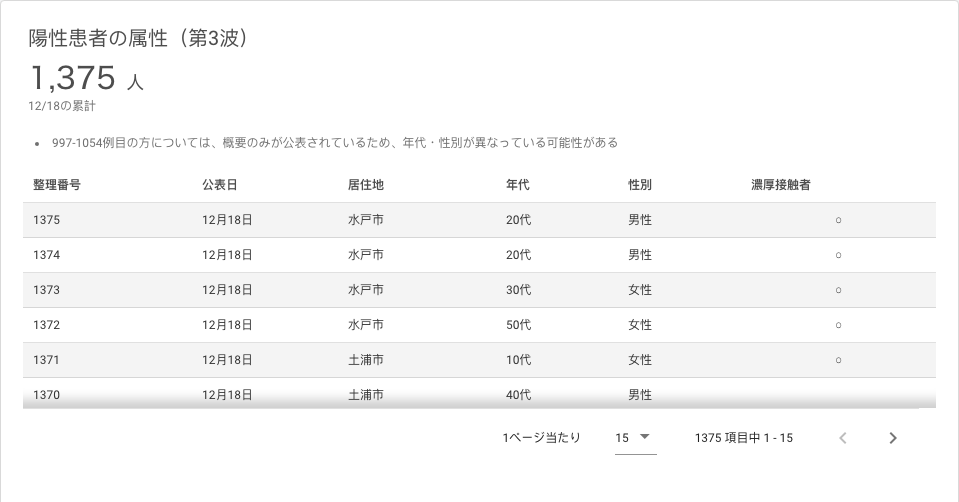 陽性患者の属性（第3波）
1,375 人
12/18の累計
• 997-1054例目の方については、概要のみが公表されているため、年代・性別が異なっている可能性がある
整理番号 公表日 居住地 年代 性別 濃厚接触者
1375 12月18日 水戸市 20代 男性 ○
1374 12月18日 水戸市 20代 男性 ○
1373 12月18日 水戸市 30代 女性 ○
1372 12月18日 水戸市 50代 女性 ○
1371 12月18日 土浦市 10代 女性 ○
1370 12月18日 土浦市 40代 男性
1ページ当たり 15 1375 項目中 1 - 15